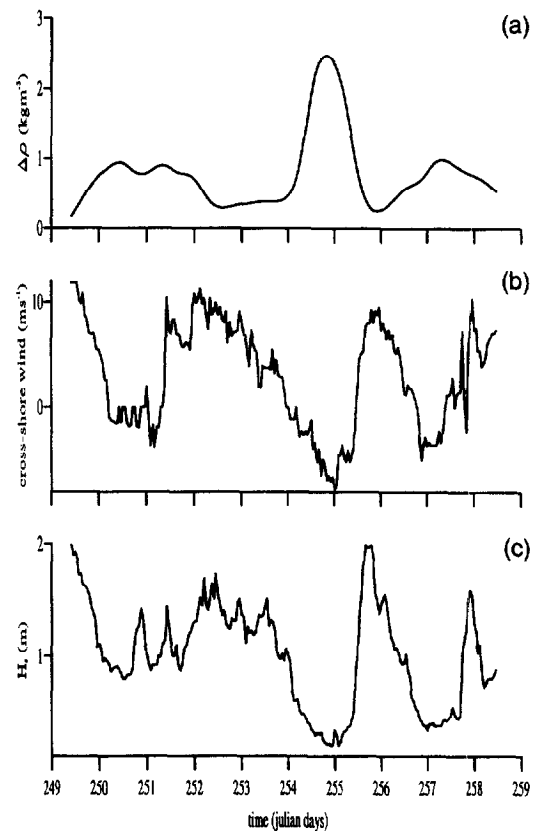 (a)
3
2
1
0
Δρ (kgm⁻³)
(b)
10
0
cross-shore wind (ms⁻¹)
(c)
2
1
Hₛ (m)
249 250 251 252 253 254 255 256 257 258 259
time (julian days)